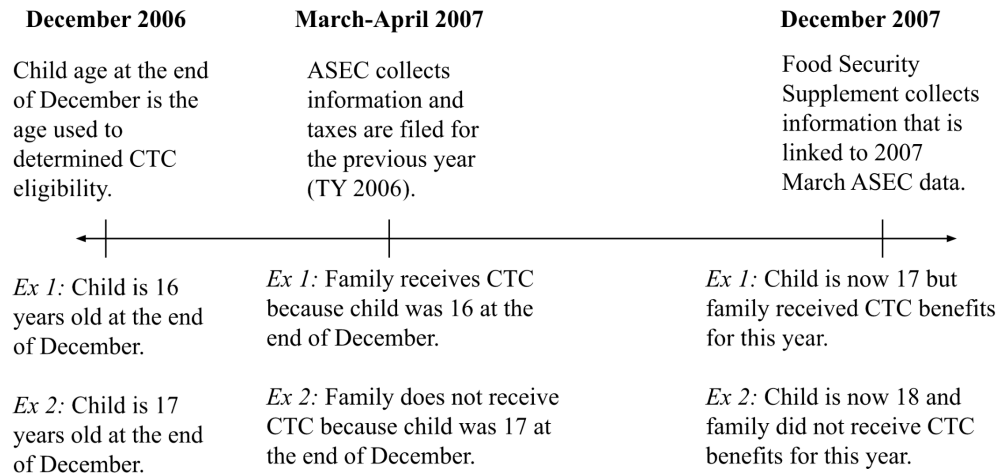 December 2006
Child age at the end
of December is the
age used to
determined CTC
eligibility.
March-April 2007
ASEC collects
information and
taxes are filed for
the previous year
(TY 2006).
December 2007
Food Security
Supplement collects
information that is
linked to 2007
March ASEC data.
Ex 1: Child is 16
years old at the end
of December.
Ex 1: Family receives CTC
because child was 16 at the
end of December.
Ex 1: Child is now 17 but
family received CTC benefits
for this year.
Ex 2: Child is 17
years old at the end
of December.
Ex 2: Family does not receive
CTC because child was 17 at
the end of December.
Ex 2: Child is now 18 and
family did not receive CTC
benefits for this year.